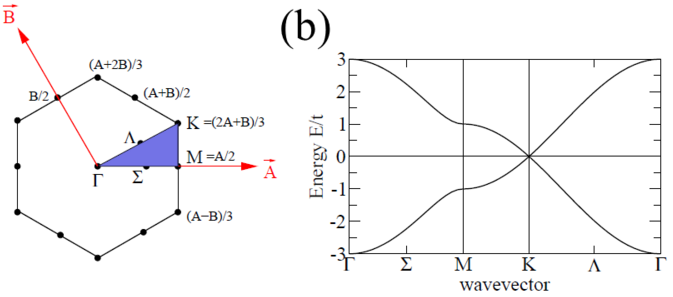 B
(A+2B)/3
B/2
(A+B)/2
K =(2A+B)/3
Λ
M =A/2
Γ
Σ
A
(A−B)/3
(b)
Energy E/t
3
2
1
0
-1
-2
-3
Γ Σ M K Λ Γ
wavevector